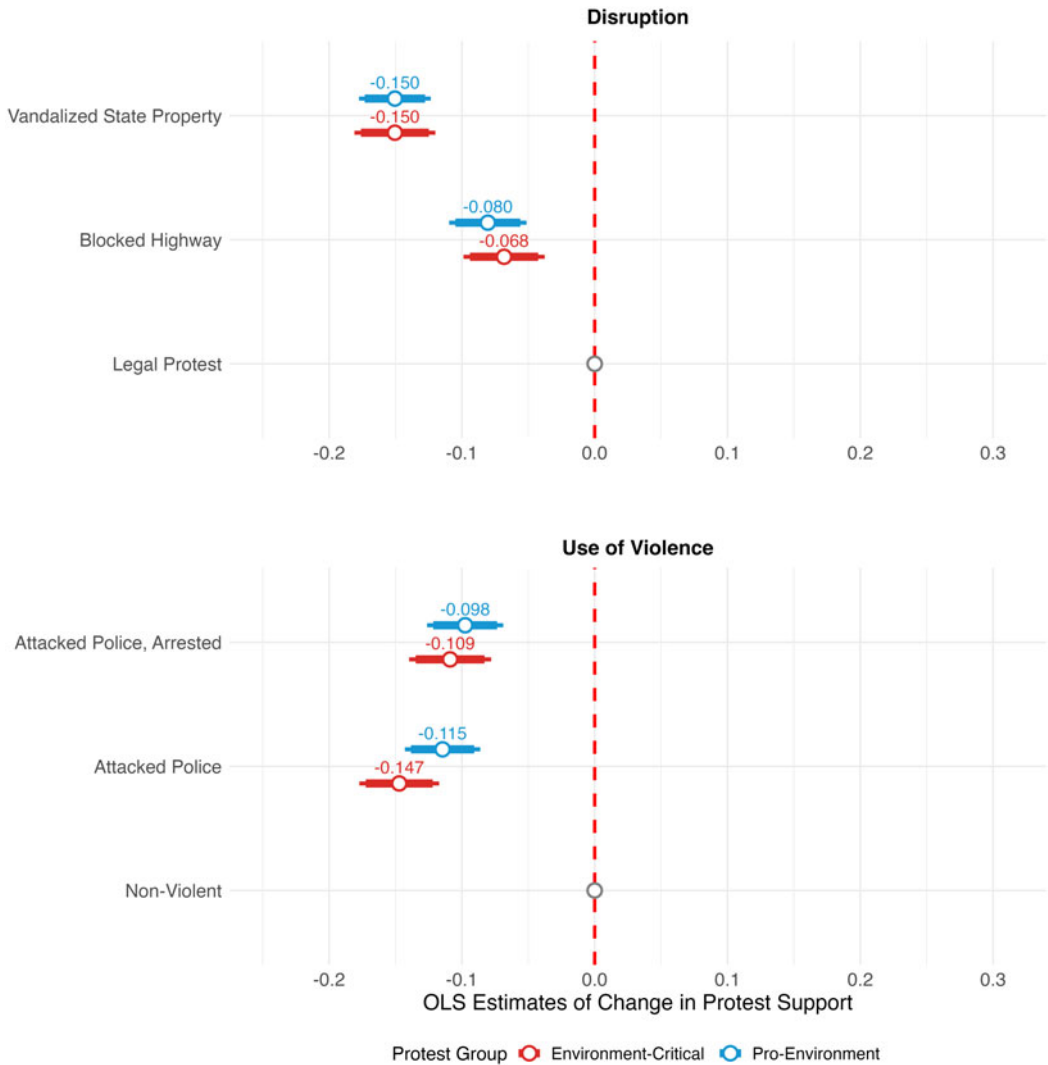 Disruption
-0.150
Vandalized State Property
-0.150
-0.080
Blocked Highway
-0.068
Legal Protest
-0.2 -0.1 0.0 0.1 0.2 0.3
Use of Violence
-0.098
Attacked Police, Arrested
-0.109
-0.115
Attacked Police
-0.147
Non-Violent
-0.2 -0.1 0.0 0.1 0.2 0.3
OLS Estimates of Change in Protest Support
Protest Group Environment-Critical Pro-Environment